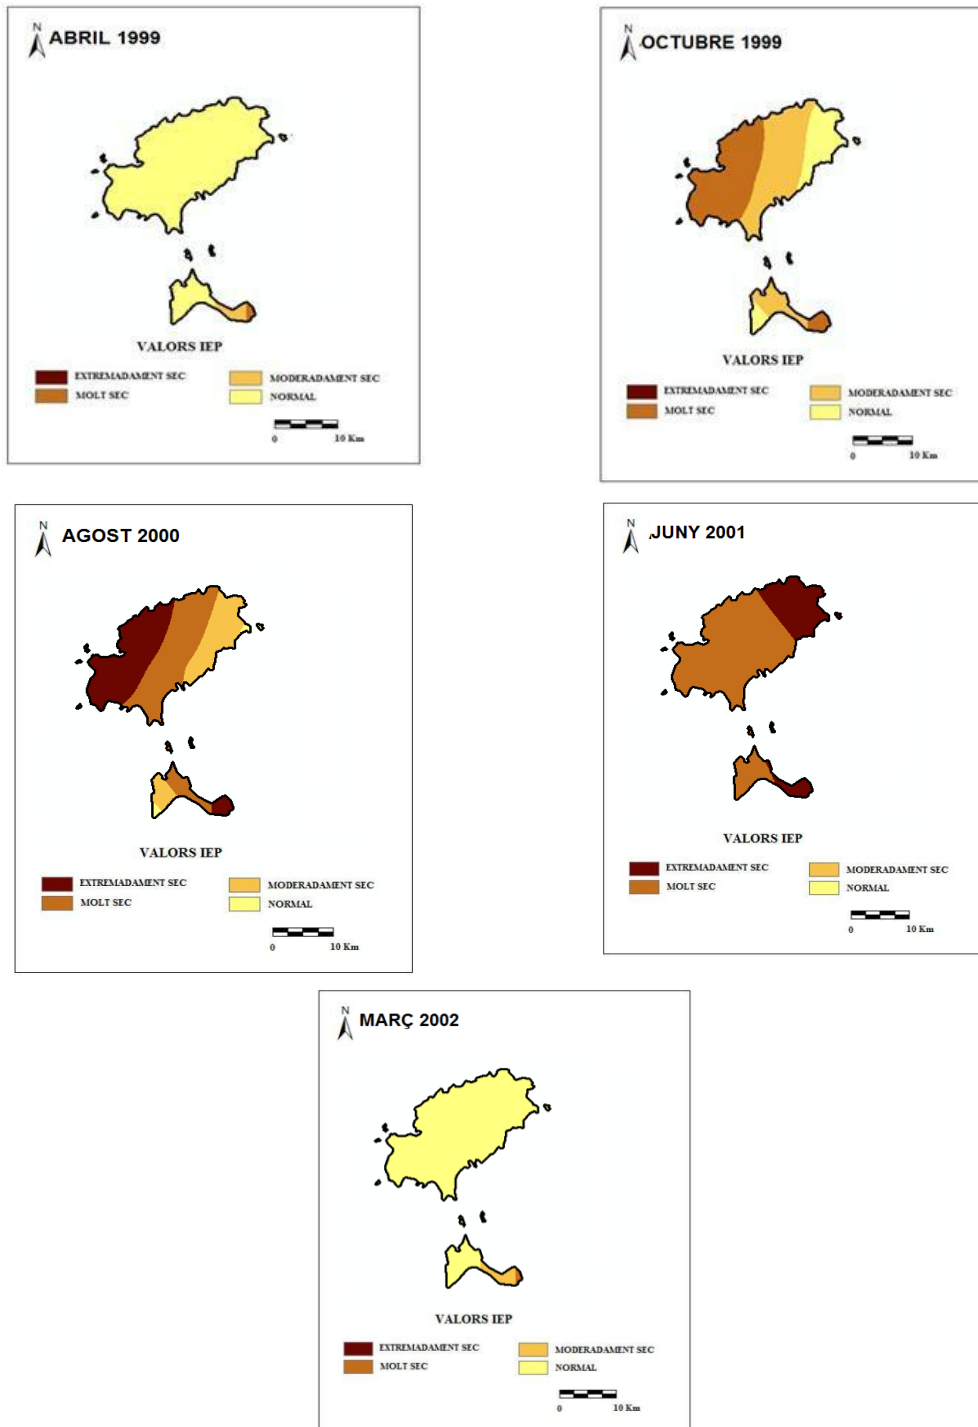 N
ABRIL 1999
VALORS IEP
EXTREMADAMENT SEC
MODERADAMENT SEC
MOLT SEC
NORMAL
0 10 Km
N
OCTUBRE 1999
VALORS IEP
EXTREMADAMENT SEC
MODERADAMENT SEC
MOLT SEC
NORMAL
0 10 Km
N
AGOST 2000
VALORS IEP
EXTREMADAMENT SEC
MODERADAMENT SEC
MOLT SEC
NORMAL
0 10 Km
N
JUNY 2001
VALORS IEP
EXTREMADAMENT SEC
MODERADAMENT SEC
MOLT SEC
NORMAL
0 10 Km
N
MARÇ 2002
VALORS IEP
EXTREMADAMENT SEC
MODERADAMENT SEC
MOLT SEC
NORMAL
0 10 Km